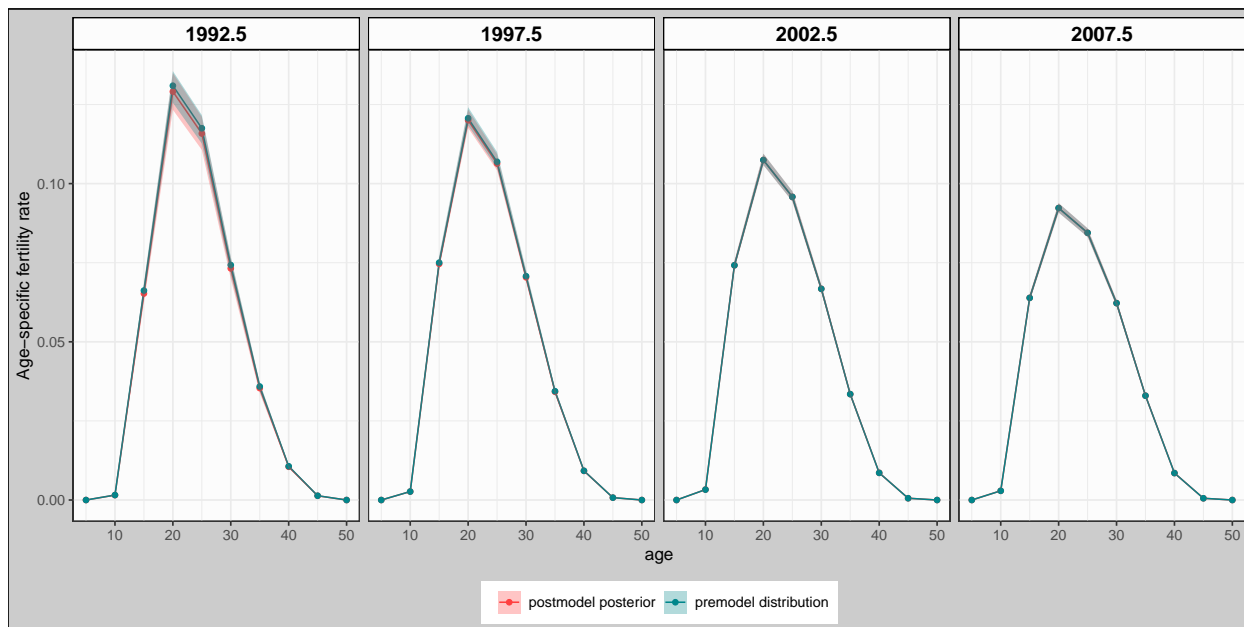 1992.5 1997.5 2002.5 2007.5
Age−specific fertility rate
0.10
0.05
0.00
10 20 30 40 50 10 20 30 40 50 10 20 30 40 50 10 20 30 40 50
age
postmodel posterior premodel distribution